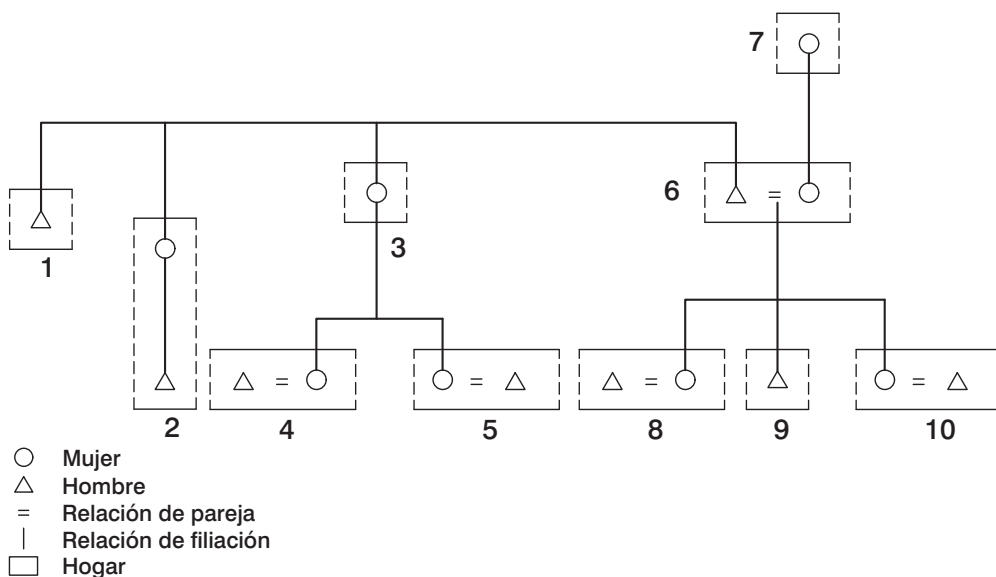 7
6
1
3
2
4
5
8
9
10
Mujer
Hombre
= Relación de pareja
Relación de filiación
Hogar